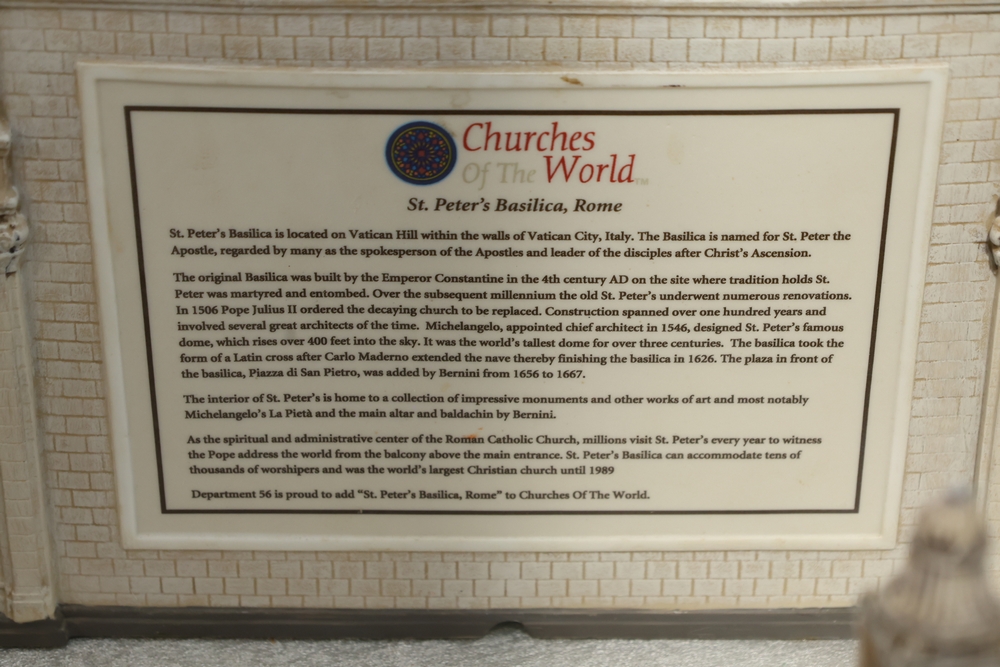 Churches
Of The World™
St. Peter's Basilica, Rome
St. Peter's Basilica is located on Vatican Hill within the walls of Vatican City, Italy. The Basilica is named for St. Peter the
Apostle, regarded by many as the spokesperson of the Apostles and leader of the disciples after Christ's Ascension.
The original Basilica was built by the Emperor Constantine in the 4th century AD on the site where tradition holds St.
Peter was martyred and entombed. Over the subsequent millennium the old St. Peter's underwent numerous renovations.
In 1506 Pope Julius II ordered the decaying church to be replaced. Construction spanned over one hundred years and
involved several great architects of the time. Michelangelo, appointed chief architect in 1546, designed St. Peter's famous
dome, which rises over 400 feet into the sky. It was the world's tallest dome for over three centuries. The basilica took the
form of a Latin cross after Carlo Maderno extended the nave thereby finishing the basilica in 1626. The plaza in front of
the basilica, Piazza di San Pietro, was added by Bernini from 1656 to 1667.
The interior of St. Peter's is home to a collection of impressive monuments and other works of art and most notably
Michelangelo's La Pietà and the main altar and baldachin by Bernini.
As the spiritual and administrative center of the Roman Catholic Church, millions visit St. Peter's every year to witness
the Pope address the world from the balcony above the main entrance. St. Peter's Basilica can accommodate tens of
thousands of worshipers and was the world's largest Christian church until 1989
Department 56 is proud to add "St. Peter's Basilica, Rome" to Churches Of The World.